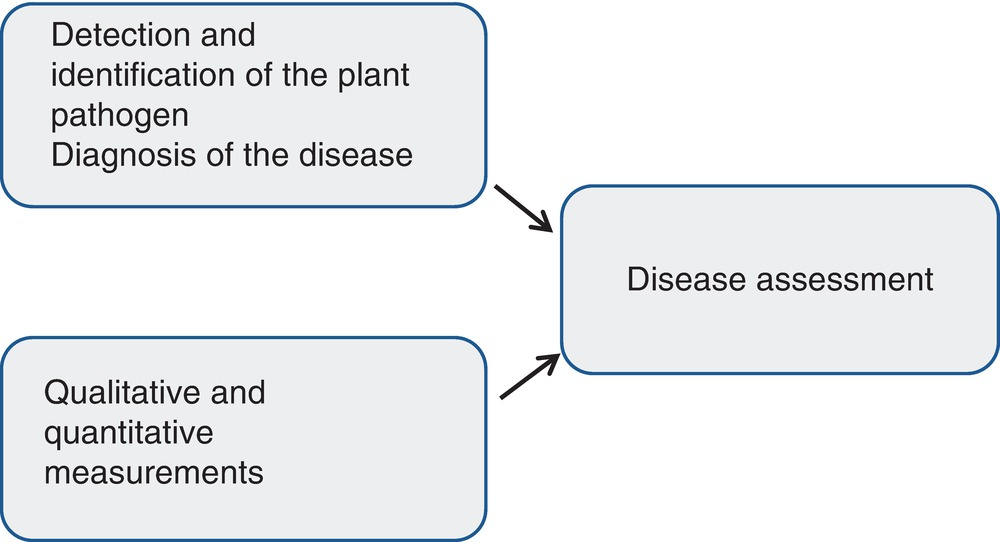 Detection and
identification of the plant
pathogen
Diagnosis of the disease
Disease assessment
Qualitative and
quantitative
measurements